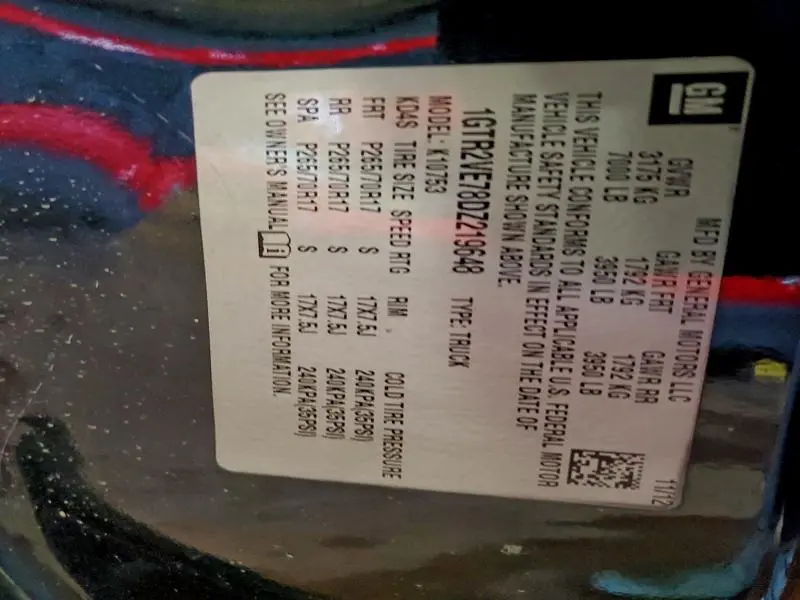 GM
MFD BY GENERAL MOTORS LLC 11/12
GVWR GAWR FRT GAWR RR
3175 KG 1792 KG 1792 KG
7000 LB 3950 LB 3950 LB
THIS VEHICLE CONFORMS TO ALL APPLICABLE U.S. FEDERAL MOTOR
VEHICLE SAFETY STANDARDS IN EFFECT ON THE DATE OF
MANUFACTURE SHOWN ABOVE.
1GTR2VE78DZ219648 TYPE: TRUCK
MODEL: K10753
KD4S TIRE SIZE SPEED RTG RIM COLD TIRE PRESSURE
FRT P265/70R17 S 17X7.5J 240KPA(35PSI)
RR P265/70R17 S 17X7.5J 240KPA(35PSI)
SPA P265/70R17 S 17X7.5J 240KPA(35PSI)
SEE OWNER'S MANUAL FOR MORE INFORMATION.